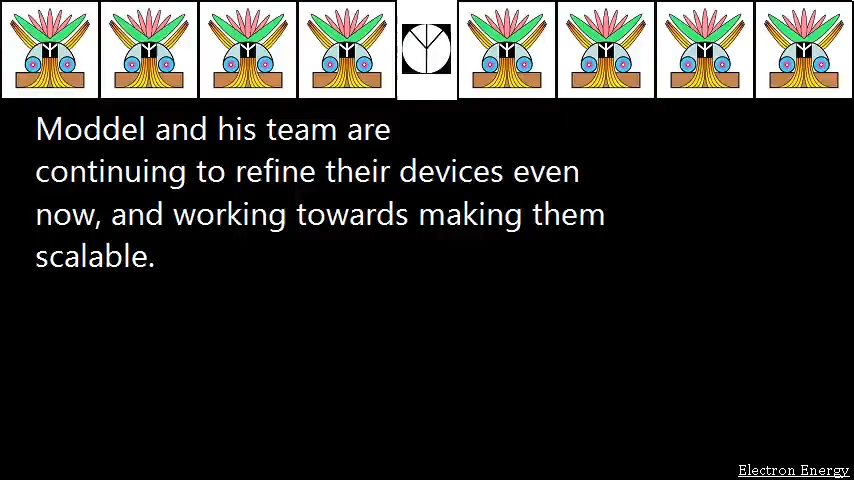 Moddel and his team are
continuing to refine their devices even
now, and working towards making them
scalable.
Electron Energy